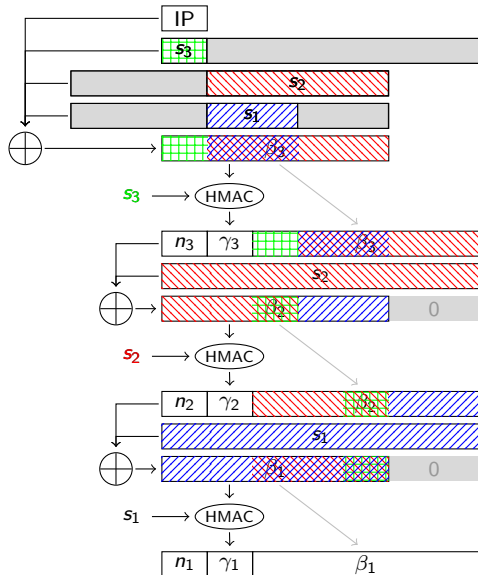 IP
s₃
s₂
s₁
β₃
s₃ HMAC
n₃ γ₃ β₃
s₂
β₂ 0
s₂ HMAC
n₂ γ₂ β₂
s₁
β₁ 0
s₁ HMAC
n₁ γ₁ β₁